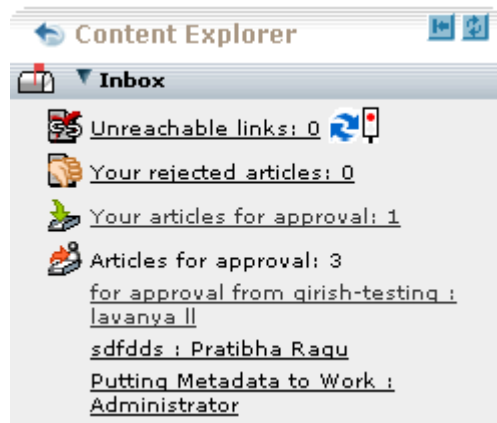 Content Explorer
Inbox
Unreachable links: 0
Your rejected articles: 0
Your articles for approval: 1
Articles for approval: 3
for approval from girish-testing :
lavanya ll
sdfdds : Pratibha Ragu
Putting Metadata to Work :
Administrator